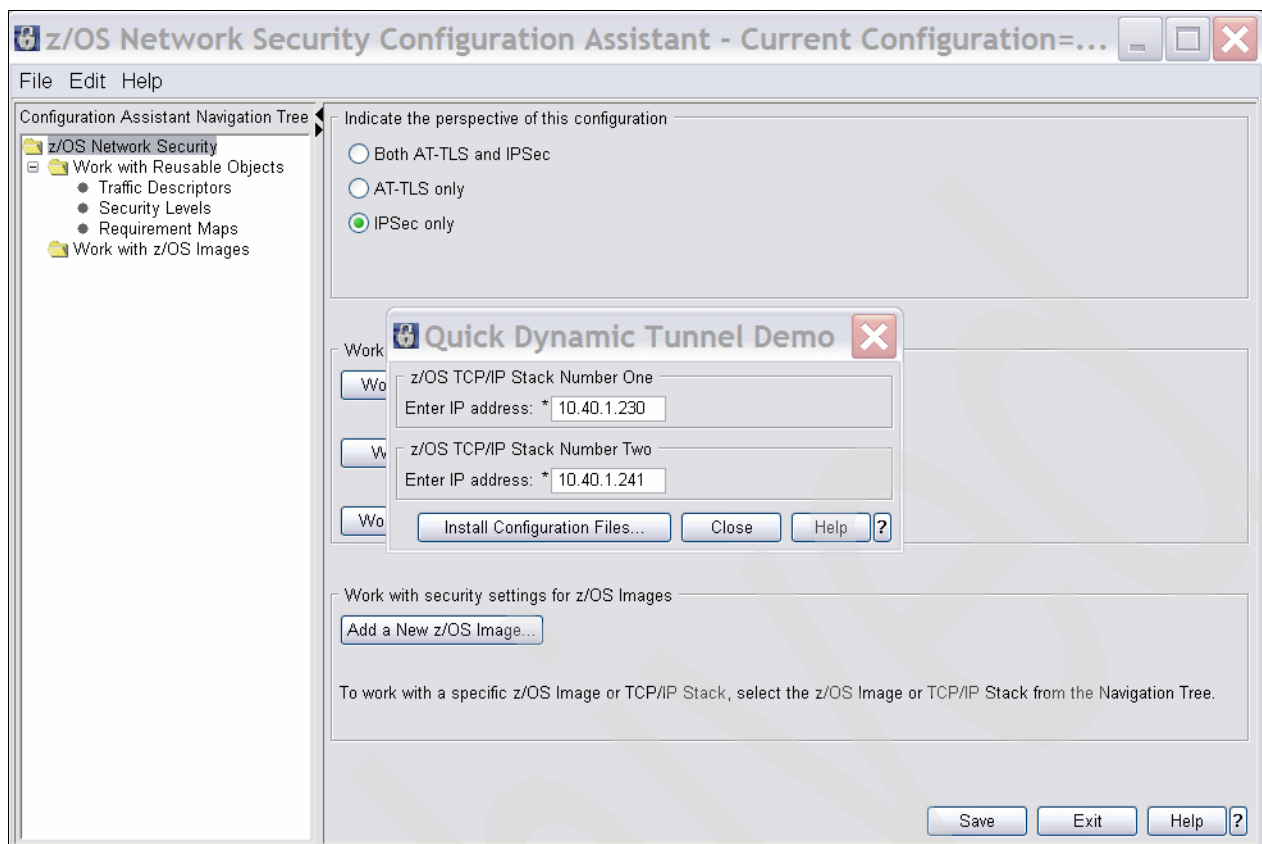 z/OS Network Security Configuration Assistant - Current Configuration=...
File Edit Help
Configuration Assistant Navigation Tree
z/OS Network Security
Work with Reusable Objects
Traffic Descriptors
Security Levels
Requirement Maps
Work with z/OS Images
Indicate the perspective of this configuration
Both AT-TLS and IPSec
AT-TLS only
IPSec only
Work
Wo
W
Wo
Quick Dynamic Tunnel Demo
z/OS TCP/IP Stack Number One
Enter IP address: * 10.40.1.230
z/OS TCP/IP Stack Number Two
Enter IP address: * 10.40.1.241
Install Configuration Files... Close Help ?
Work with security settings for z/OS Images
Add a New z/OS Image...
To work with a specific z/OS Image or TCP/IP Stack, select the z/OS Image or TCP/IP Stack from the Navigation Tree.
Save Exit Help ?